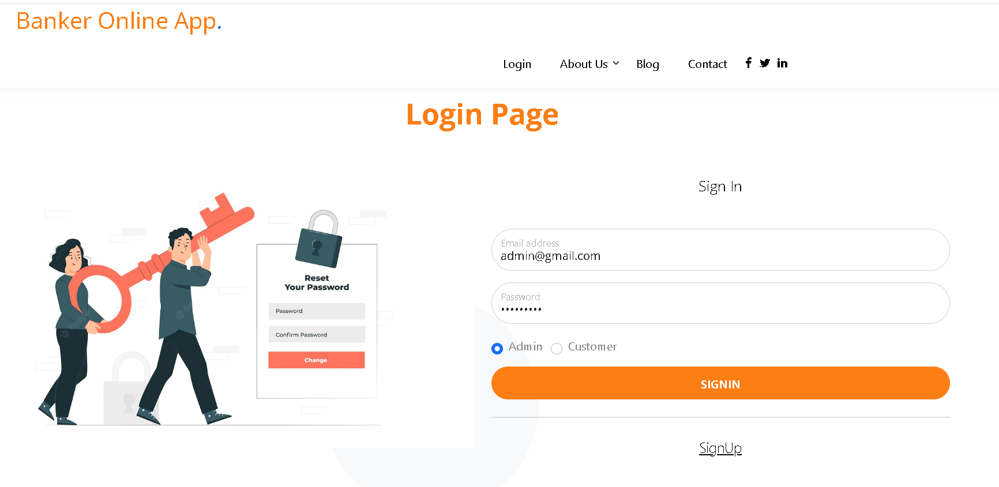 Banker Online App.
Login About Us Blog Contact
Login Page
Sign In
Email address
admin@gmail.com
Password
•••••••••
Admin Customer
SIGNIN
SignUp
Reset
Your Password
Password
Confirm Password
Change